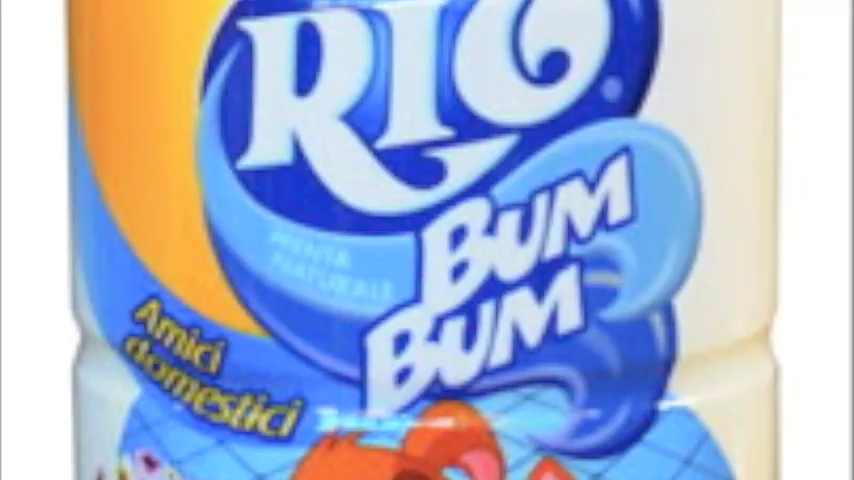 RIO
BUM
BUM
MENTA
NATURALE
Amici
domestici